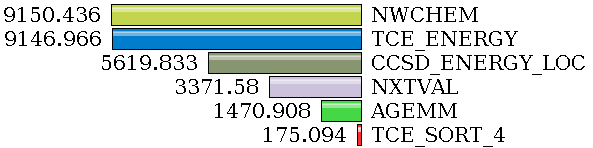 9150.436 NWCHEM
9146.966 TCE_ENERGY
5619.833 CCSD_ENERGY_LOC
3371.58 NXTVAL
1470.908 AGEMM
175.094 TCE_SORT_4